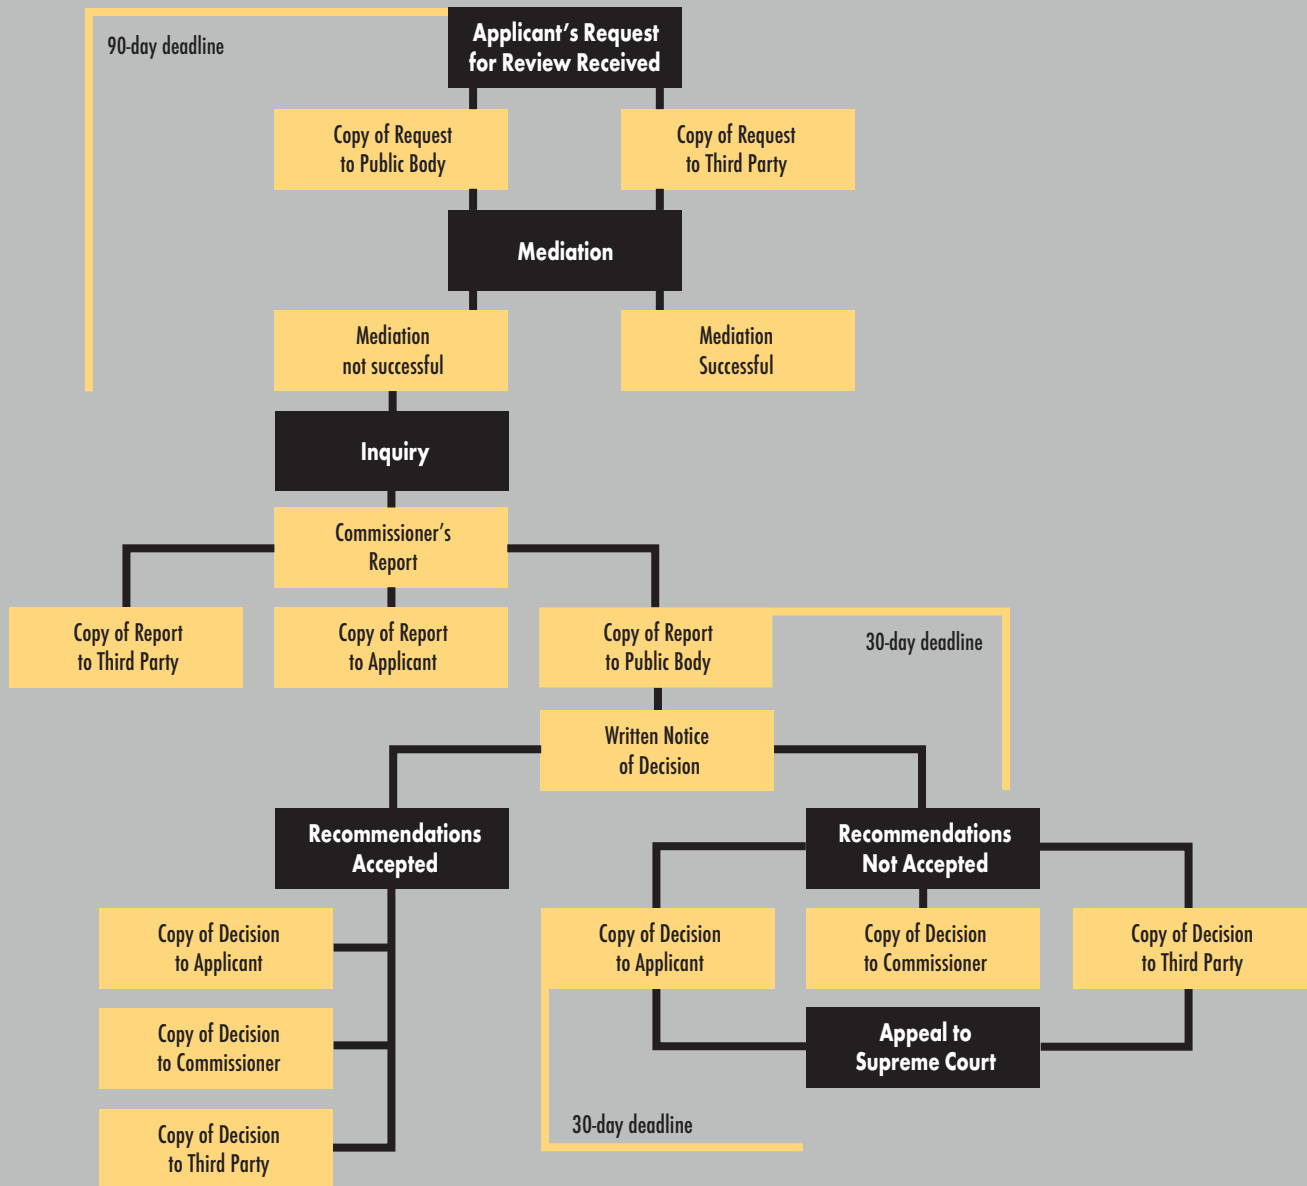 90-day deadline
Applicant’s Request
for Review Received
Copy of Request
to Public Body
Copy of Request
to Third Party
Mediation
Mediation
not successful
Mediation
Successful
Inquiry
Commissioner’s
Report
Copy of Report
to Third Party
Copy of Report
to Applicant
Copy of Report
to Public Body
30-day deadline
Written Notice
of Decision
Recommendations
Accepted
Recommendations
Not Accepted
Copy of Decision
to Applicant
Copy of Decision
to Commissioner
Copy of Decision
to Third Party
Copy of Decision
to Applicant
Copy of Decision
to Commissioner
Copy of Decision
to Third Party
Appeal to
Supreme Court
30-day deadline